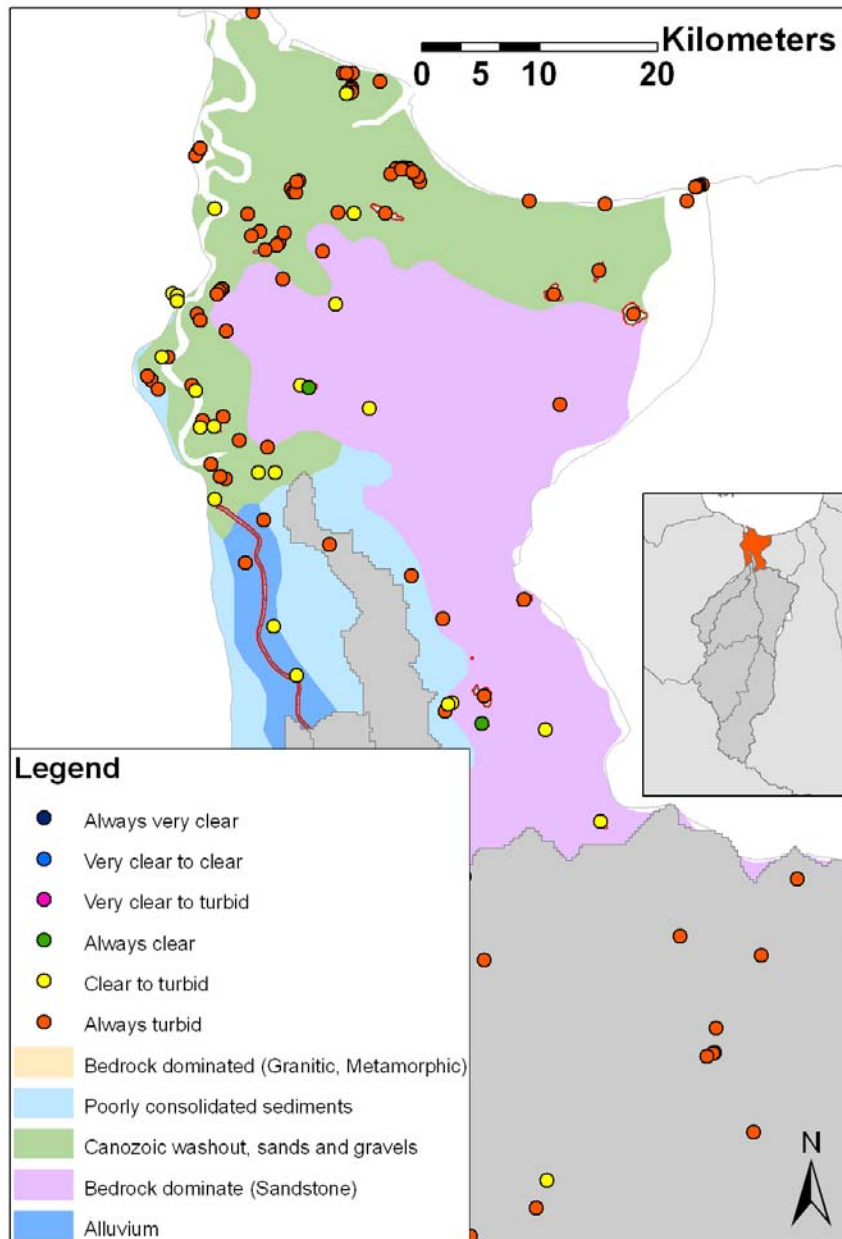 Kilometers
0 5 10 20
Legend
Always very clear
Very clear to clear
Very clear to turbid
Always clear
Clear to turbid
Always turbid
Bedrock dominated (Granitic, Metamorphic)
Poorly consolidated sediments
Canozoic washout, sands and gravels
Bedrock dominate (Sandstone)
Alluvium
N